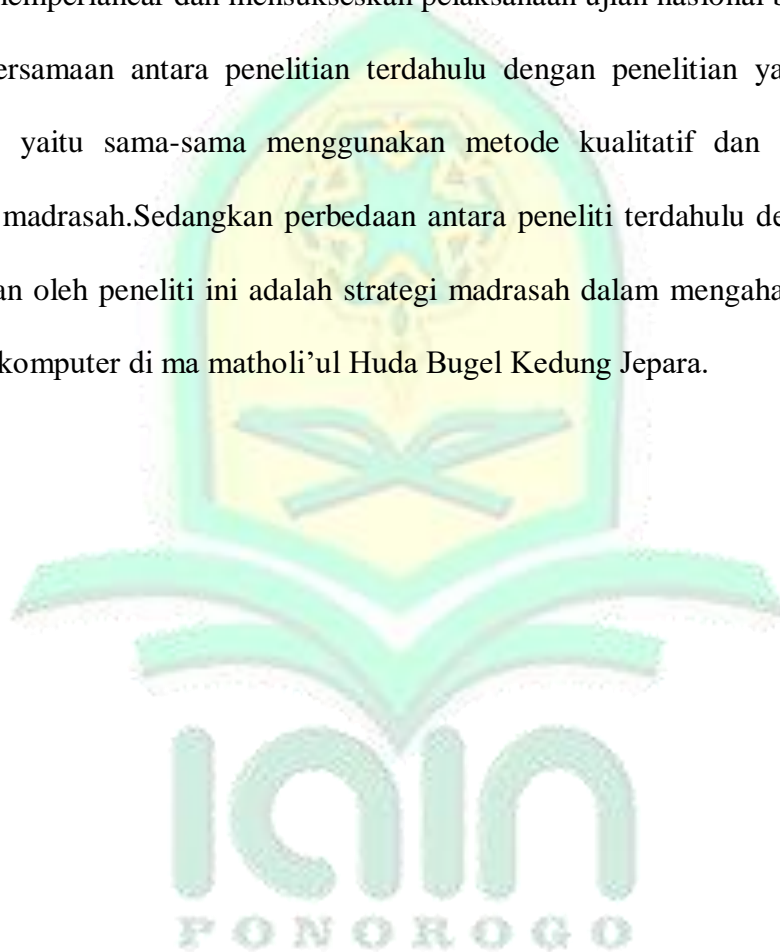 memperlancar dan mensukseskan pelaksanaan ujian nasional
ersamaan antara penelitian terdahulu dengan penelitian ya
yaitu sama-sama menggunakan metode kualitatif dan
madrasah.Sedangkan perbedaan antara peneliti terdahulu de
an oleh peneliti ini adalah strategi madrasah dalam mengaha
komputer di ma matholi’ul Huda Bugel Kedung Jepara.
IAIN
PONOROGO